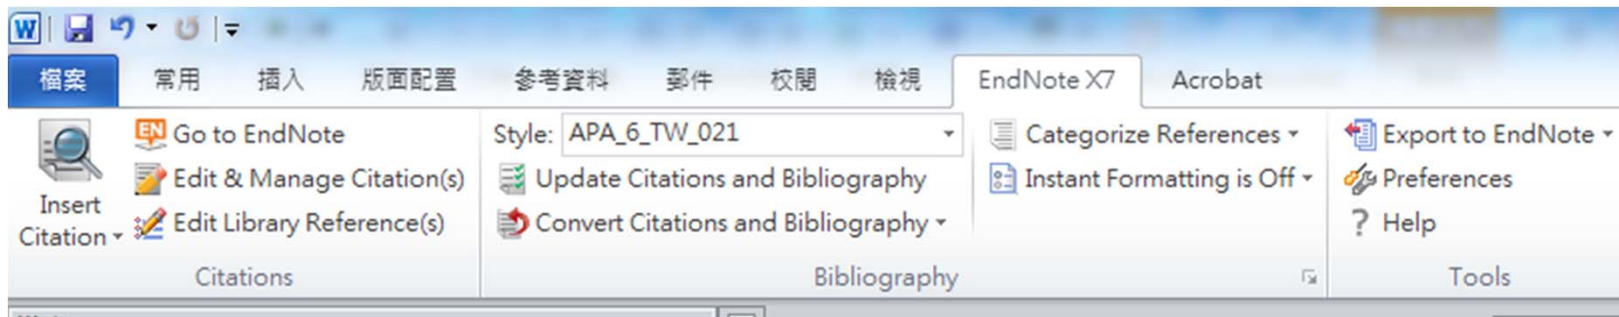 檔案 常用 插入 版面配置 參考資料 郵件 校閱 檢視 EndNote X7 Acrobat
Insert Citation
Go to EndNote
Edit & Manage Citation(s)
Edit Library Reference(s)
Citations
Style: APA_6_TW_021
Update Citations and Bibliography
Convert Citations and Bibliography
Categorize References
Instant Formatting is Off
Bibliography
Export to EndNote
Preferences
? Help
Tools